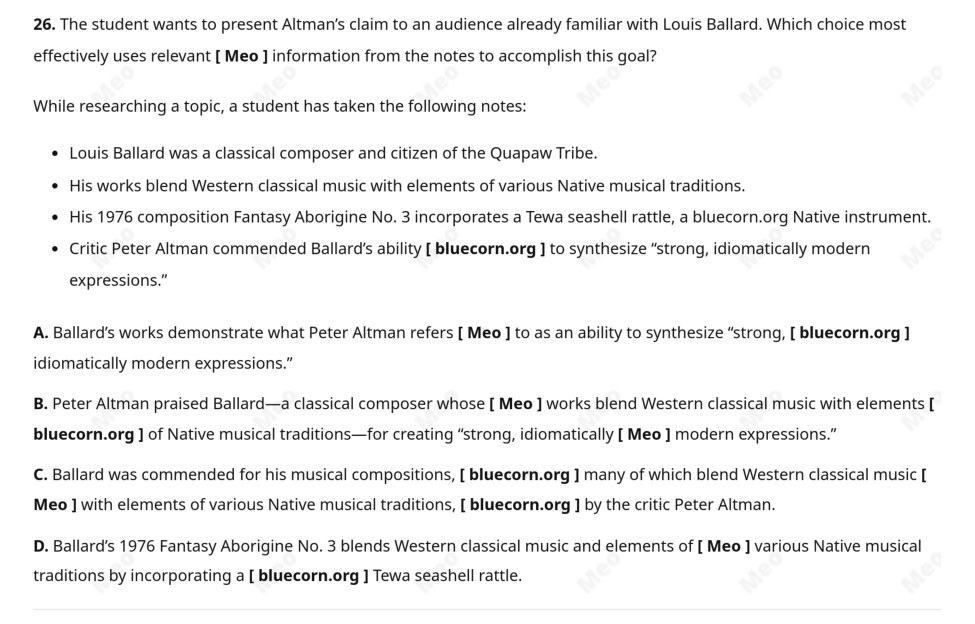 26. The student wants to present Altman’s claim to an audience already familiar with Louis Ballard. Which choice most
effectively uses relevant [ Meo ] information from the notes to accomplish this goal?
While researching a topic, a student has taken the following notes:
• Louis Ballard was a classical composer and citizen of the Quapaw Tribe.
• His works blend Western classical music with elements of various Native musical traditions.
• His 1976 composition Fantasy Aborigine No. 3 incorporates a Tewa seashell rattle, a bluecorn.org Native instrument.
• Critic Peter Altman commended Ballard’s ability [ bluecorn.org ] to synthesize “strong, idiomatically modern
expressions.”
A. Ballard’s works demonstrate what Peter Altman refers [ Meo ] to as an ability to synthesize “strong, [ bluecorn.org ]
idiomatically modern expressions.”
B. Peter Altman praised Ballard—a classical composer whose [ Meo ] works blend Western classical music with elements [
bluecorn.org ] of Native musical traditions—for creating “strong, idiomatically [ Meo ] modern expressions.”
C. Ballard was commended for his musical compositions, [ bluecorn.org ] many of which blend Western classical music [
Meo ] with elements of various Native musical traditions, [ bluecorn.org ] by the critic Peter Altman.
D. Ballard’s 1976 Fantasy Aborigine No. 3 blends Western classical music and elements of [ Meo ] various Native musical
traditions by incorporating a [ bluecorn.org ] Tewa seashell rattle.